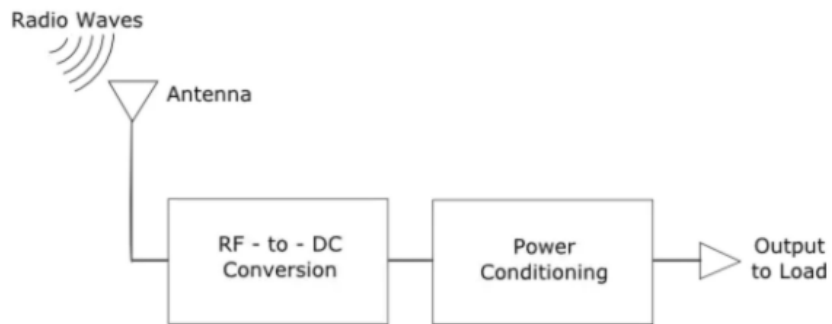 Radio Waves
Antenna
RF - to - DC
Conversion
Power
Conditioning
Output
to Load